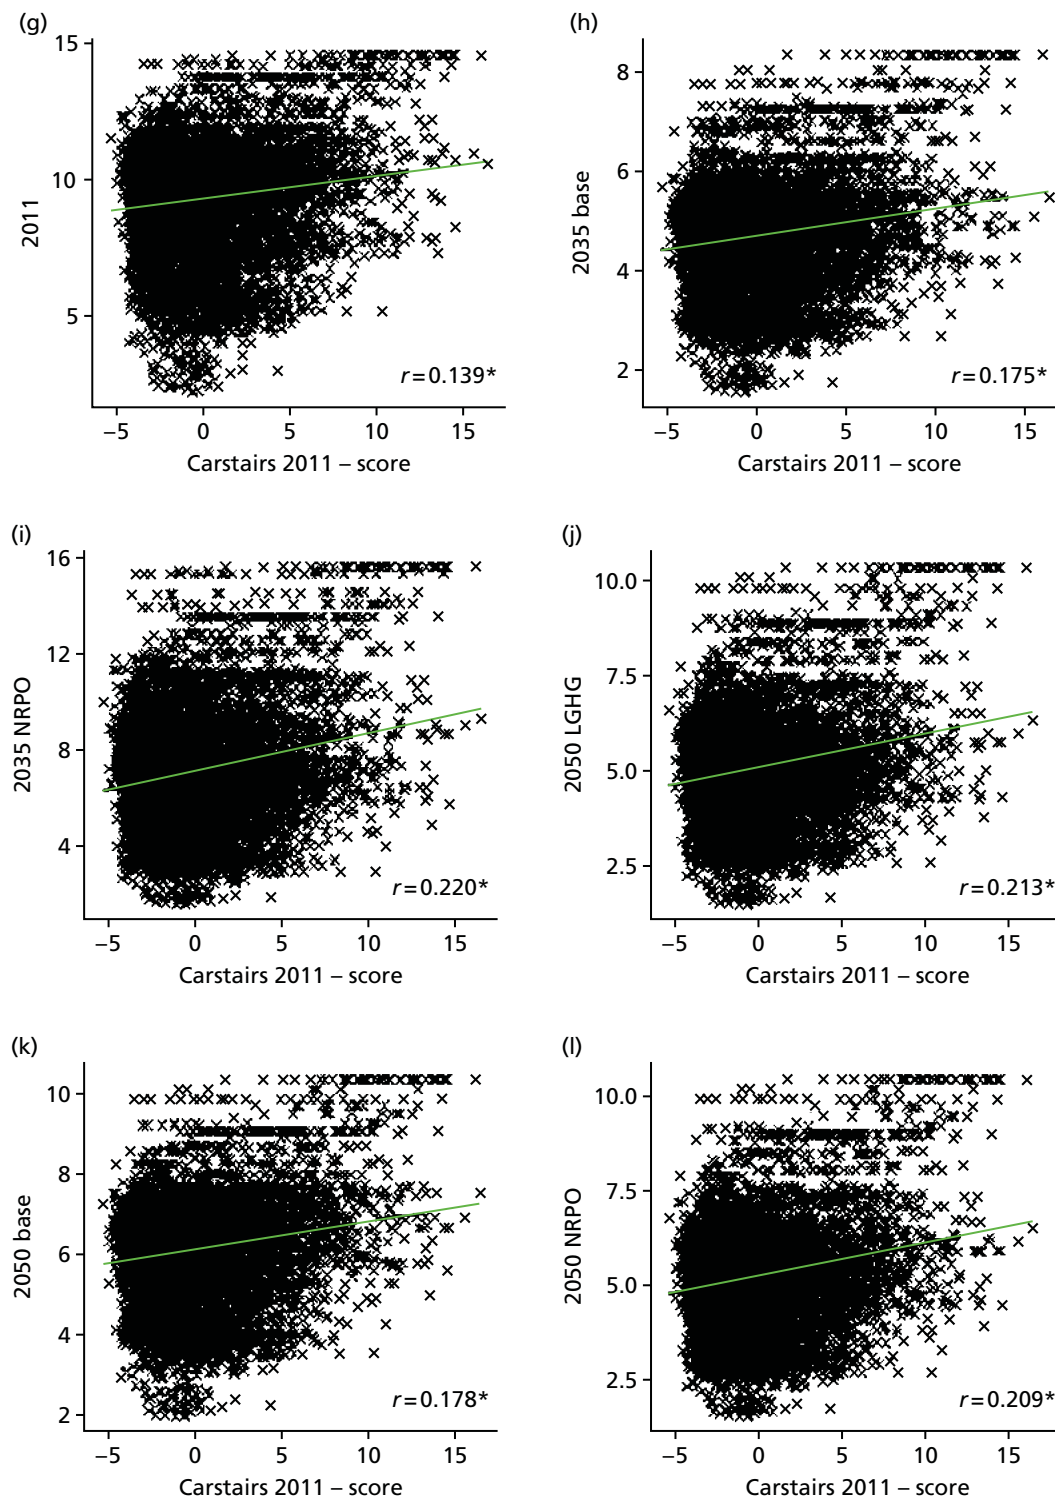 (g)
15
10
5
2011
r=0.139*
−5 0 5 10 15
Carstairs 2011 – score
(h)
8
6
4
2
2035 base
r=0.175*
−5 0 5 10 15
Carstairs 2011 – score
(i)
16
12
8
4
2035 NRPO
r=0.220*
−5 0 5 10 15
Carstairs 2011 – score
(j)
10.0
7.5
5.0
2.5
2050 LGHG
r=0.213*
−5 0 5 10 15
Carstairs 2011 – score
(k)
10
8
6
4
2
2050 base
r=0.178*
−5 0 5 10 15
Carstairs 2011 – score
(l)
10.0
7.5
5.0
2.5
2050 NRPO
r=0.209*
−5 0 5 10 15
Carstairs 2011 – score